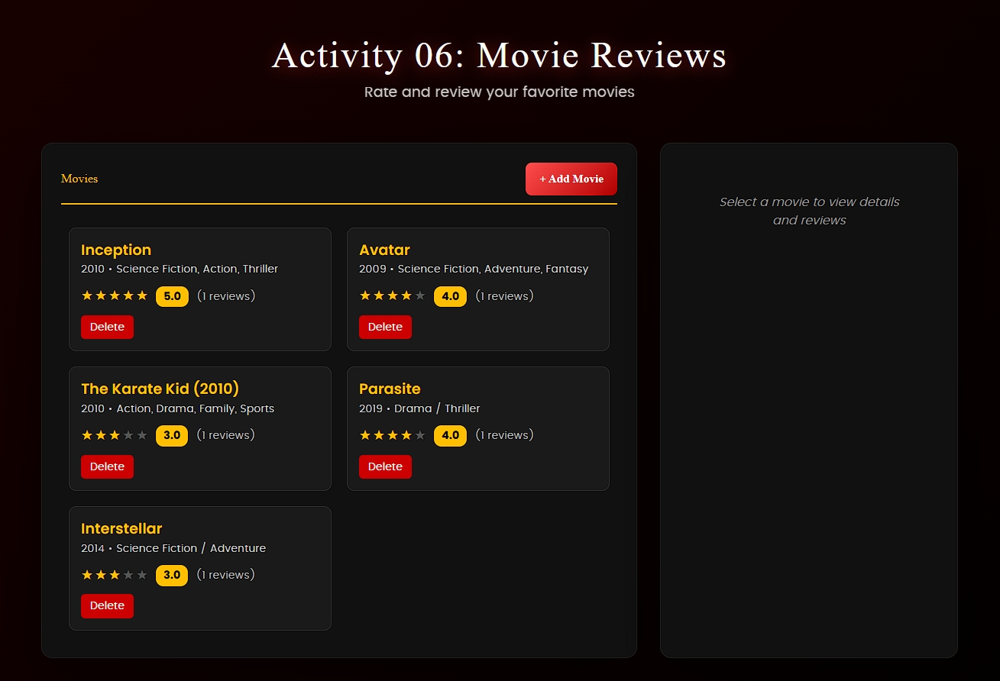 Activity 06: Movie Reviews
Rate and review your favorite movies
Movies
+ Add Movie
Inception
2010 • Science Fiction, Action, Thriller
★★★★★ 5.0 (1 reviews)
Delete
Avatar
2009 • Science Fiction, Adventure, Fantasy
★★★★★ 4.0 (1 reviews)
Delete
The Karate Kid (2010)
2010 • Action, Drama, Family, Sports
★★★★★ 3.0 (1 reviews)
Delete
Parasite
2019 • Drama / Thriller
★★★★★ 4.0 (1 reviews)
Delete
Interstellar
2014 • Science Fiction / Adventure
★★★★★ 3.0 (1 reviews)
Delete
Select a movie to view details
and reviews